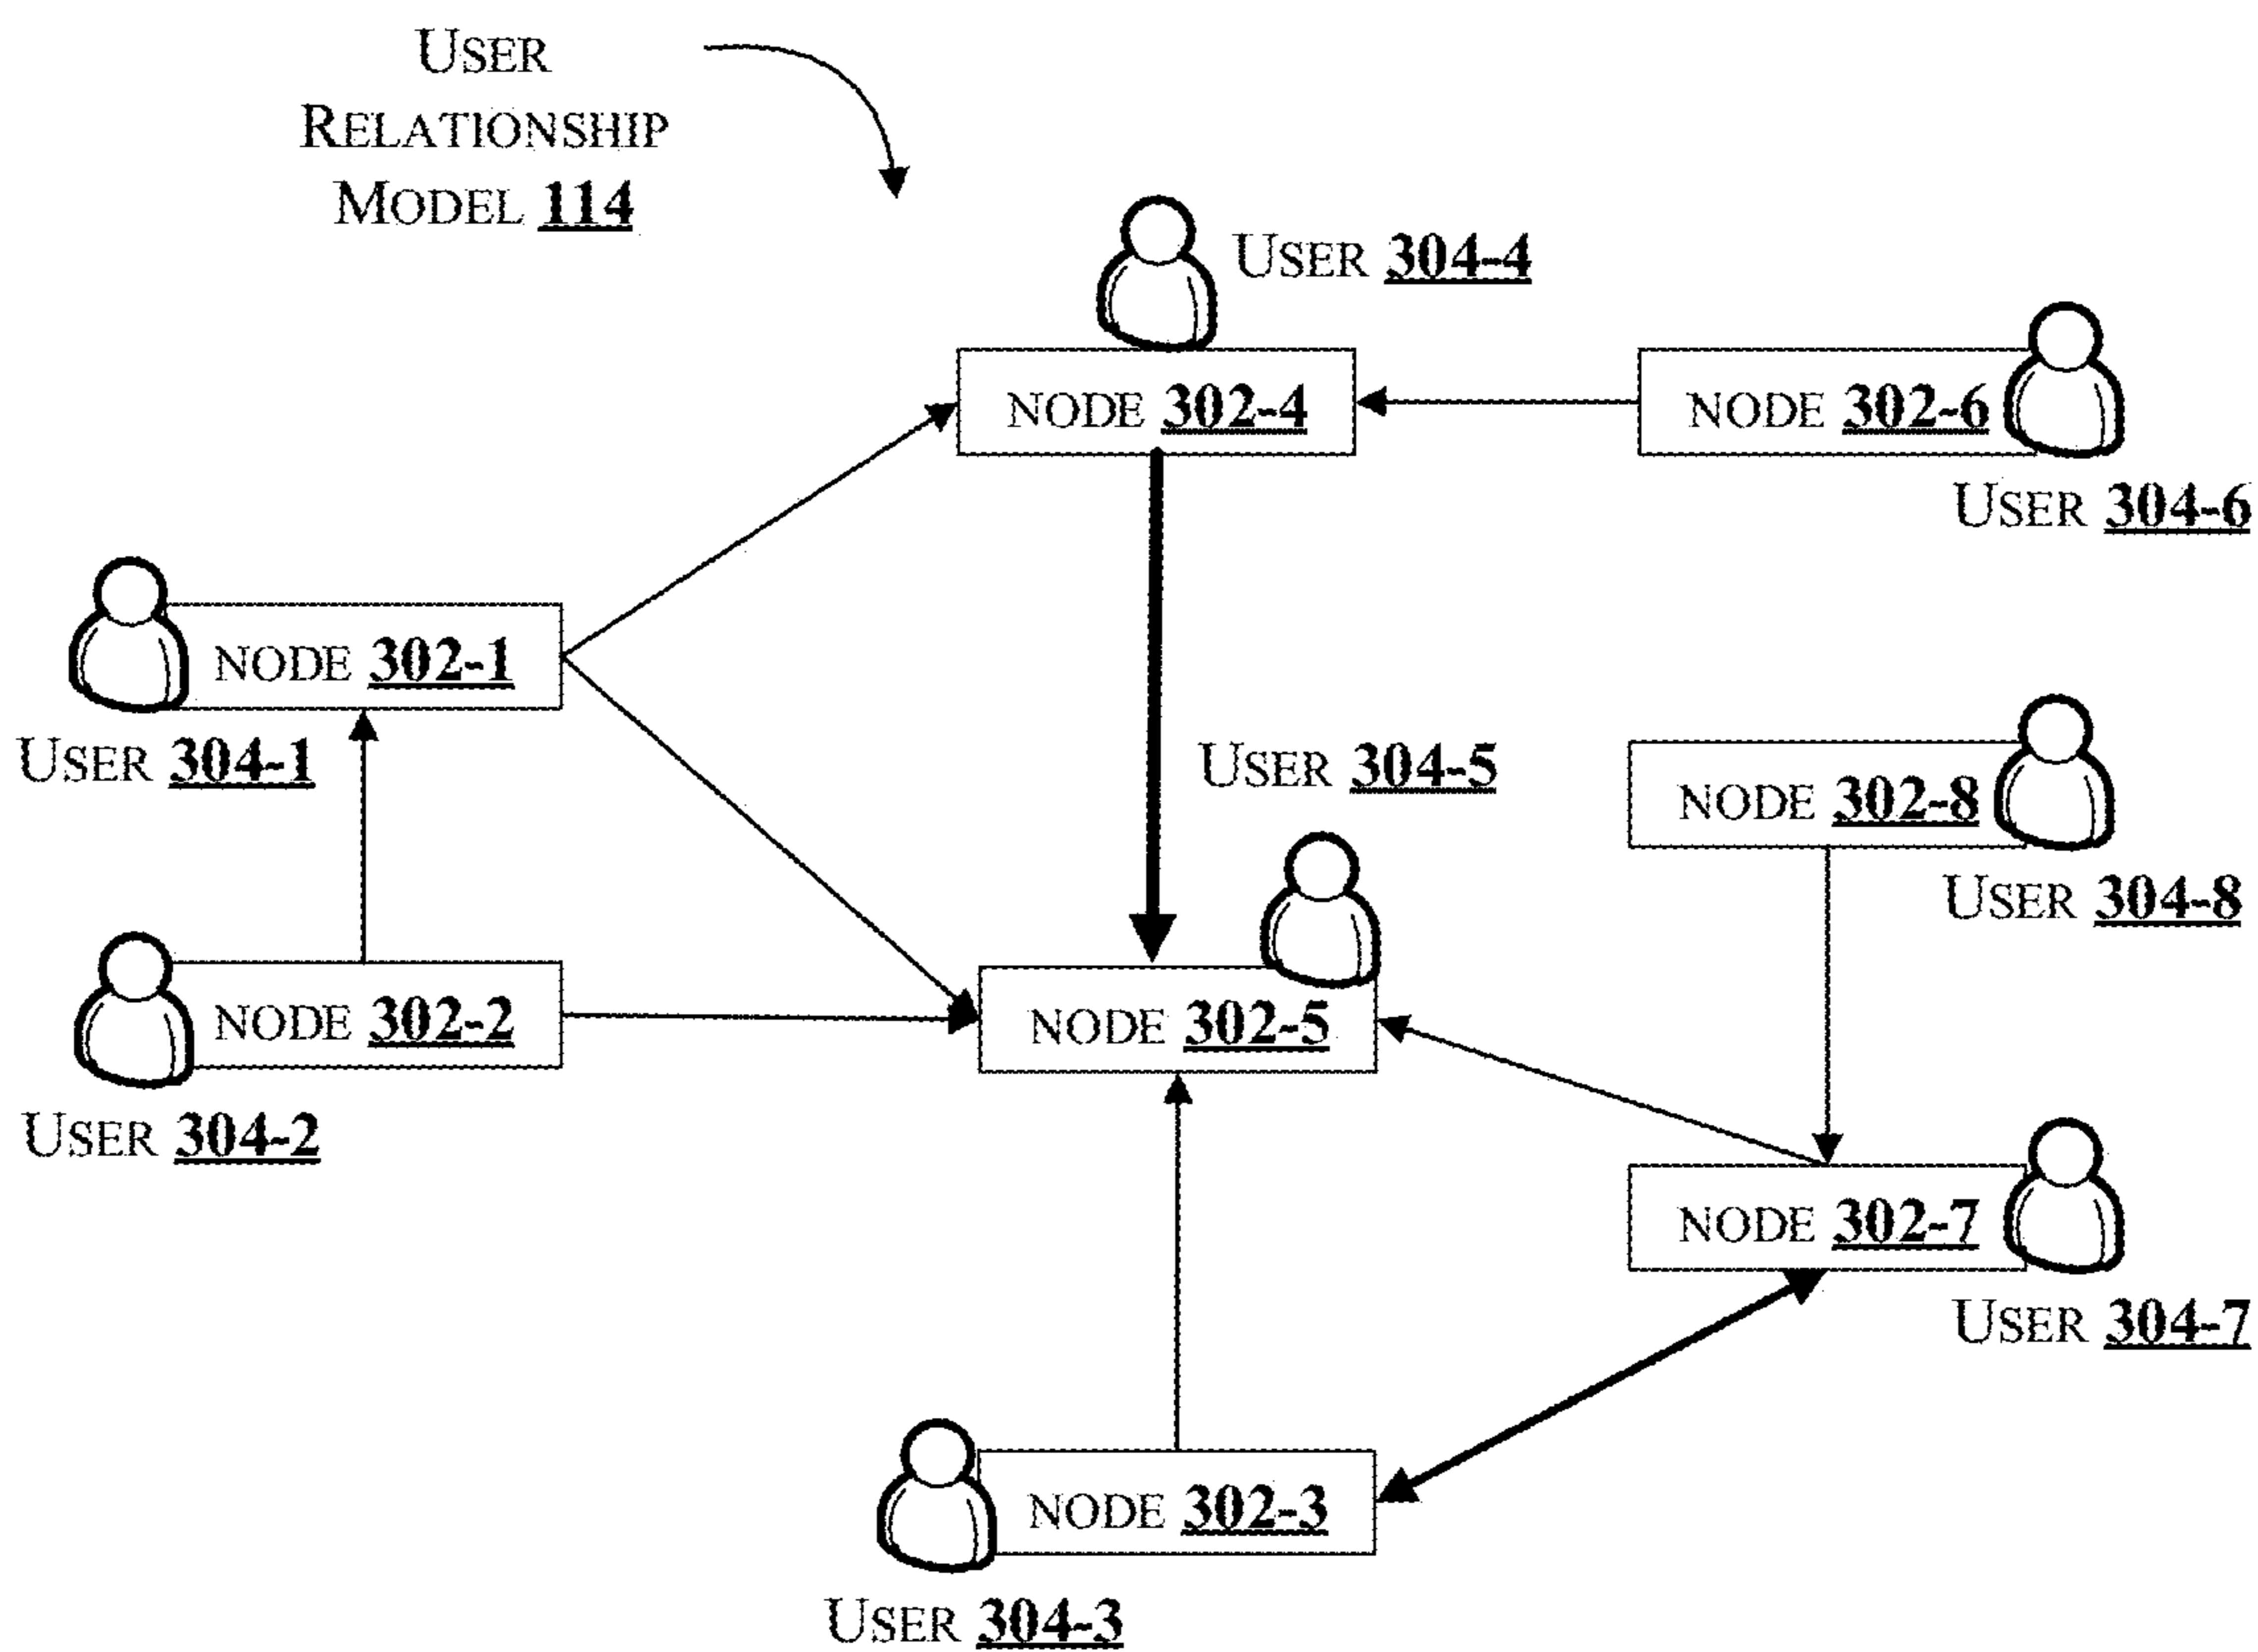 USER
RELATIONSHIP
MODEL 114
USER 304-4
NODE 302-4
NODE 302-6
USER 304-6
NODE 302-1
USER 304-1
USER 304-5
NODE 302-8
USER 304-8
NODE 302-2
USER 304-2
NODE 302-5
NODE 302-7
USER 304-7
NODE 302-3
USER 304-3